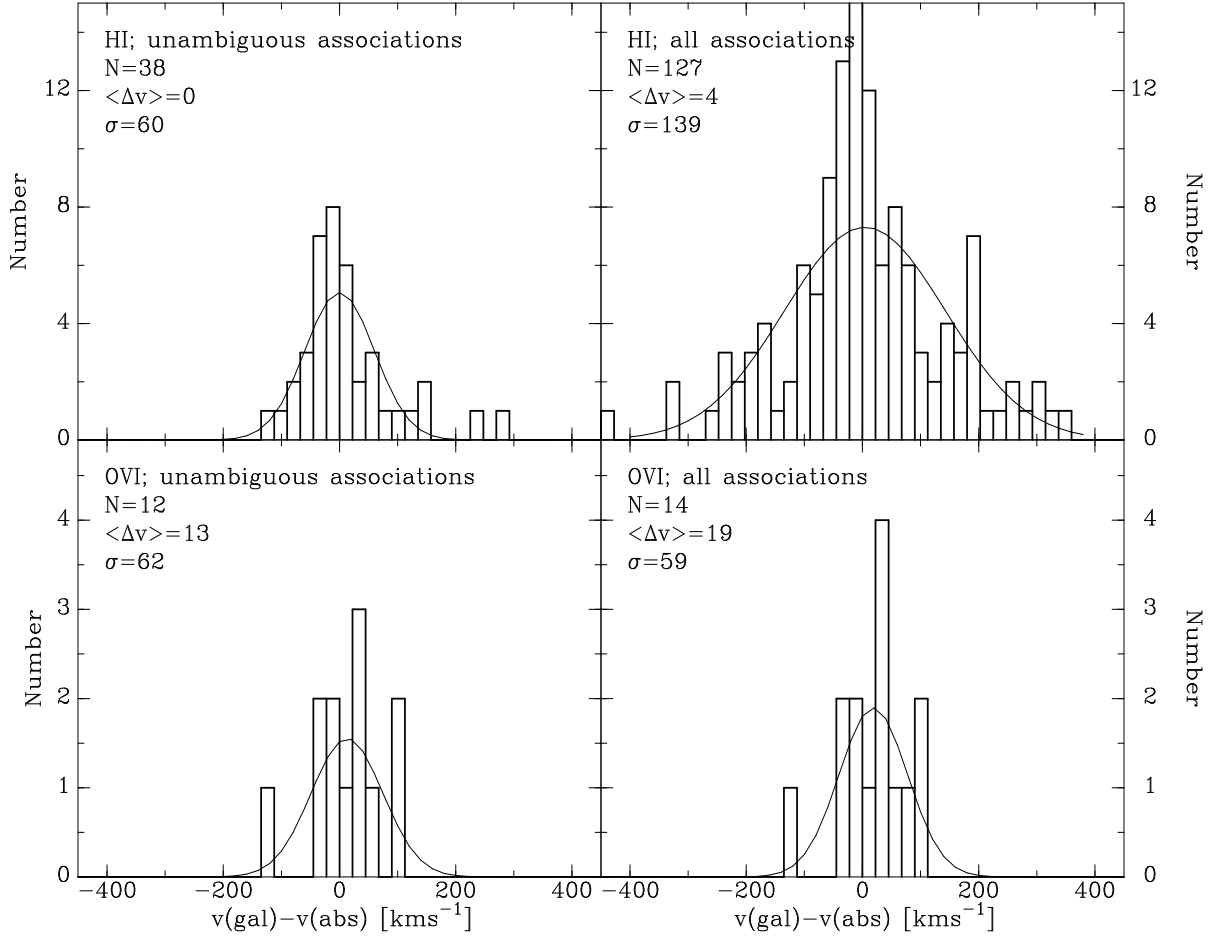 HI; unambiguous associations
N=38
<Δv>=0
σ=60
HI; all associations
N=127
<Δv>=4
σ=139
12
8
4
0
Number
12
8
4
0
Number
OVI; unambiguous associations
N=12
<Δv>=13
σ=62
OVI; all associations
N=14
<Δv>=19
σ=59
4
3
2
1
0
Number
4
3
2
1
0
Number
−400 −200 0 200 400
−400 −200 0 200 400
v(gal)−v(abs) [kms⁻¹]
v(gal)−v(abs) [kms⁻¹]